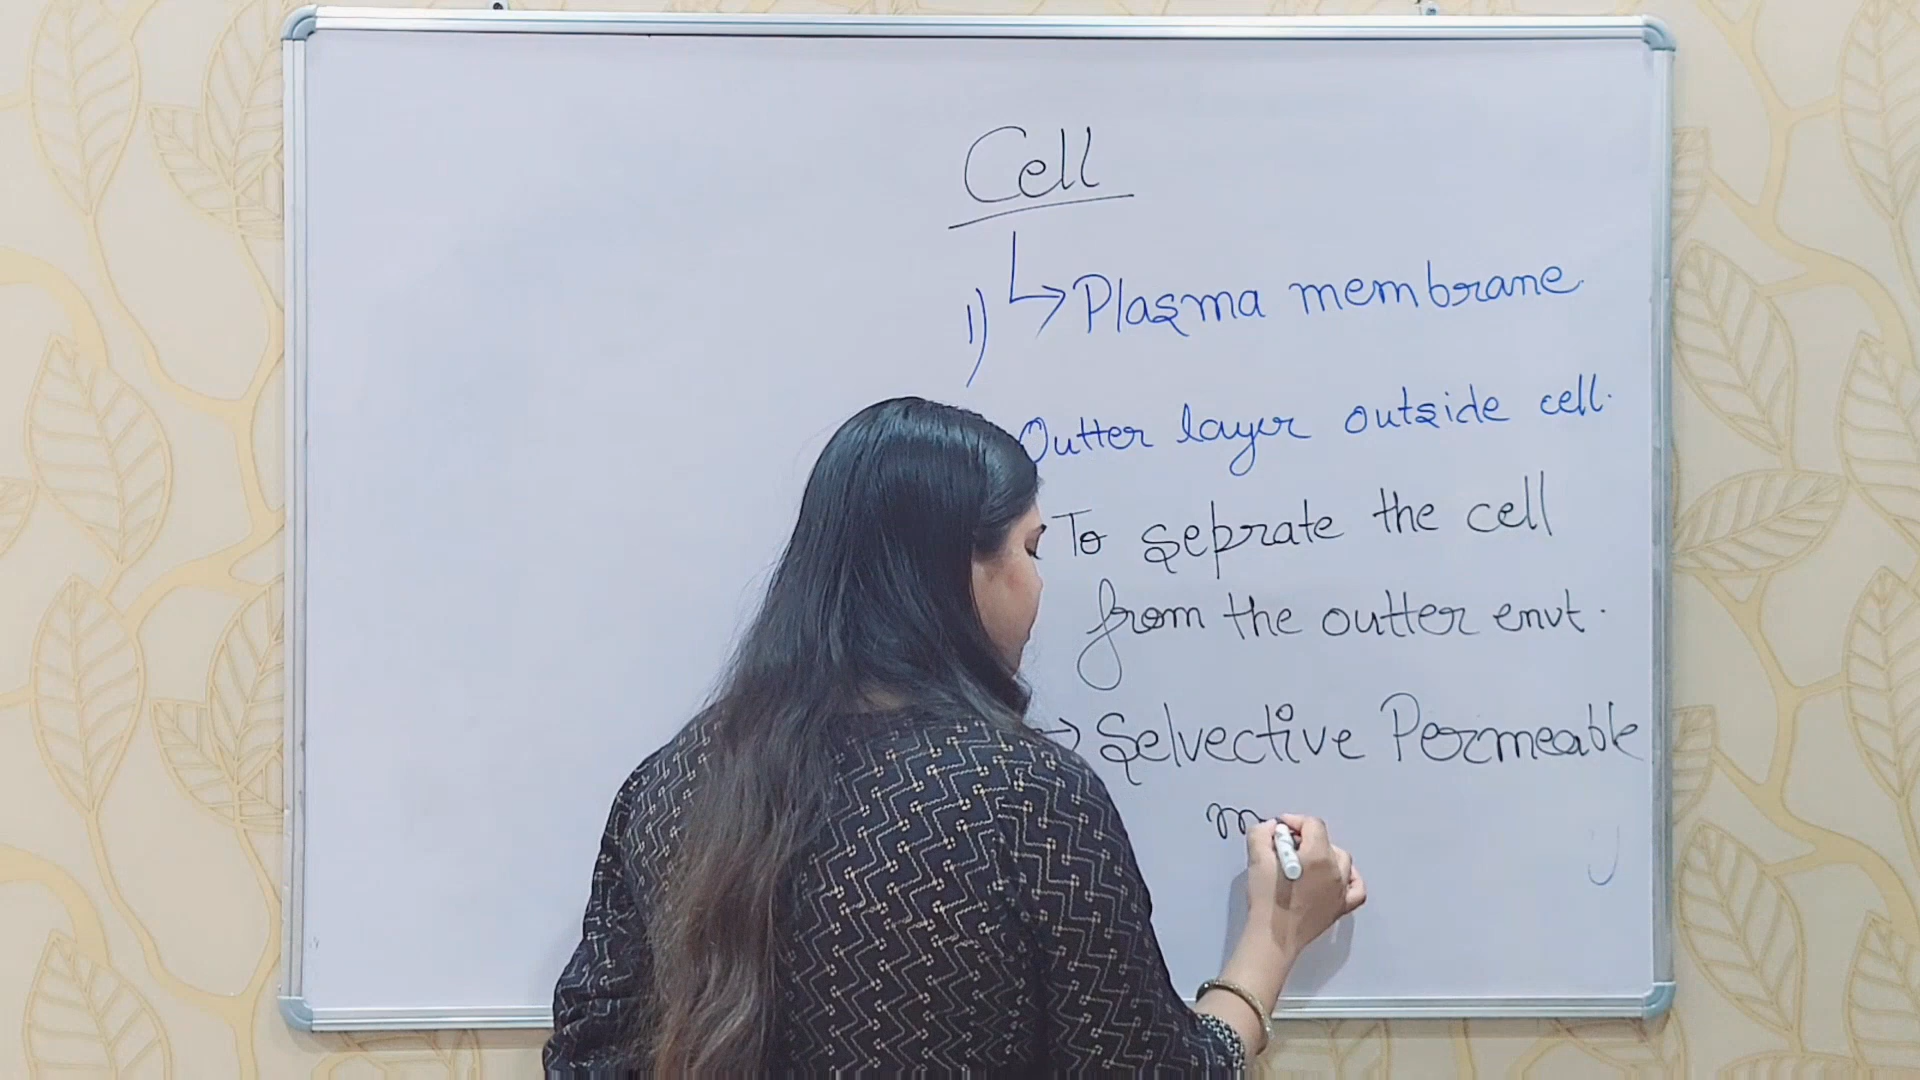 Cell
1) → Plasma membrane
Outter layer outside cell.
To seprate the cell
from the outter envt.
→ Selvective Permeable
m